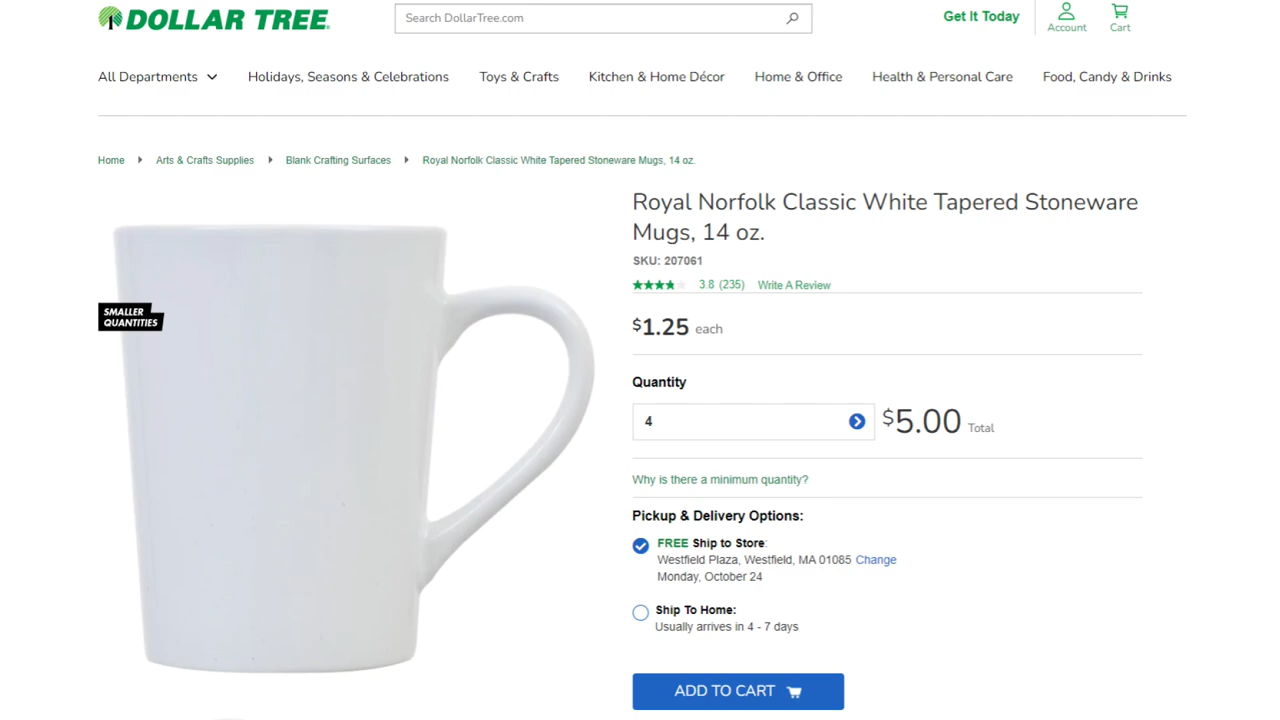 DOLLAR TREE
Search DollarTree.com
Get It Today
Account
Cart
All Departments
Holidays, Seasons & Celebrations
Toys & Crafts
Kitchen & Home Décor
Home & Office
Health & Personal Care
Food, Candy & Drinks
Home
Arts & Crafts Supplies
Blank Crafting Surfaces
Royal Norfolk Classic White Tapered Stoneware Mugs, 14 oz.
SMALLER
QUANTITIES
Royal Norfolk Classic White Tapered Stoneware
Mugs, 14 oz.
SKU: 207061
3.8 (235) Write A Review
$1.25 each
Quantity
4
$5.00 Total
Why is there a minimum quantity?
Pickup & Delivery Options:
FREE Ship to Store:
Westfield Plaza, Westfield, MA 01085 Change
Monday, October 24
Ship To Home:
Usually arrives in 4 - 7 days
ADD TO CART